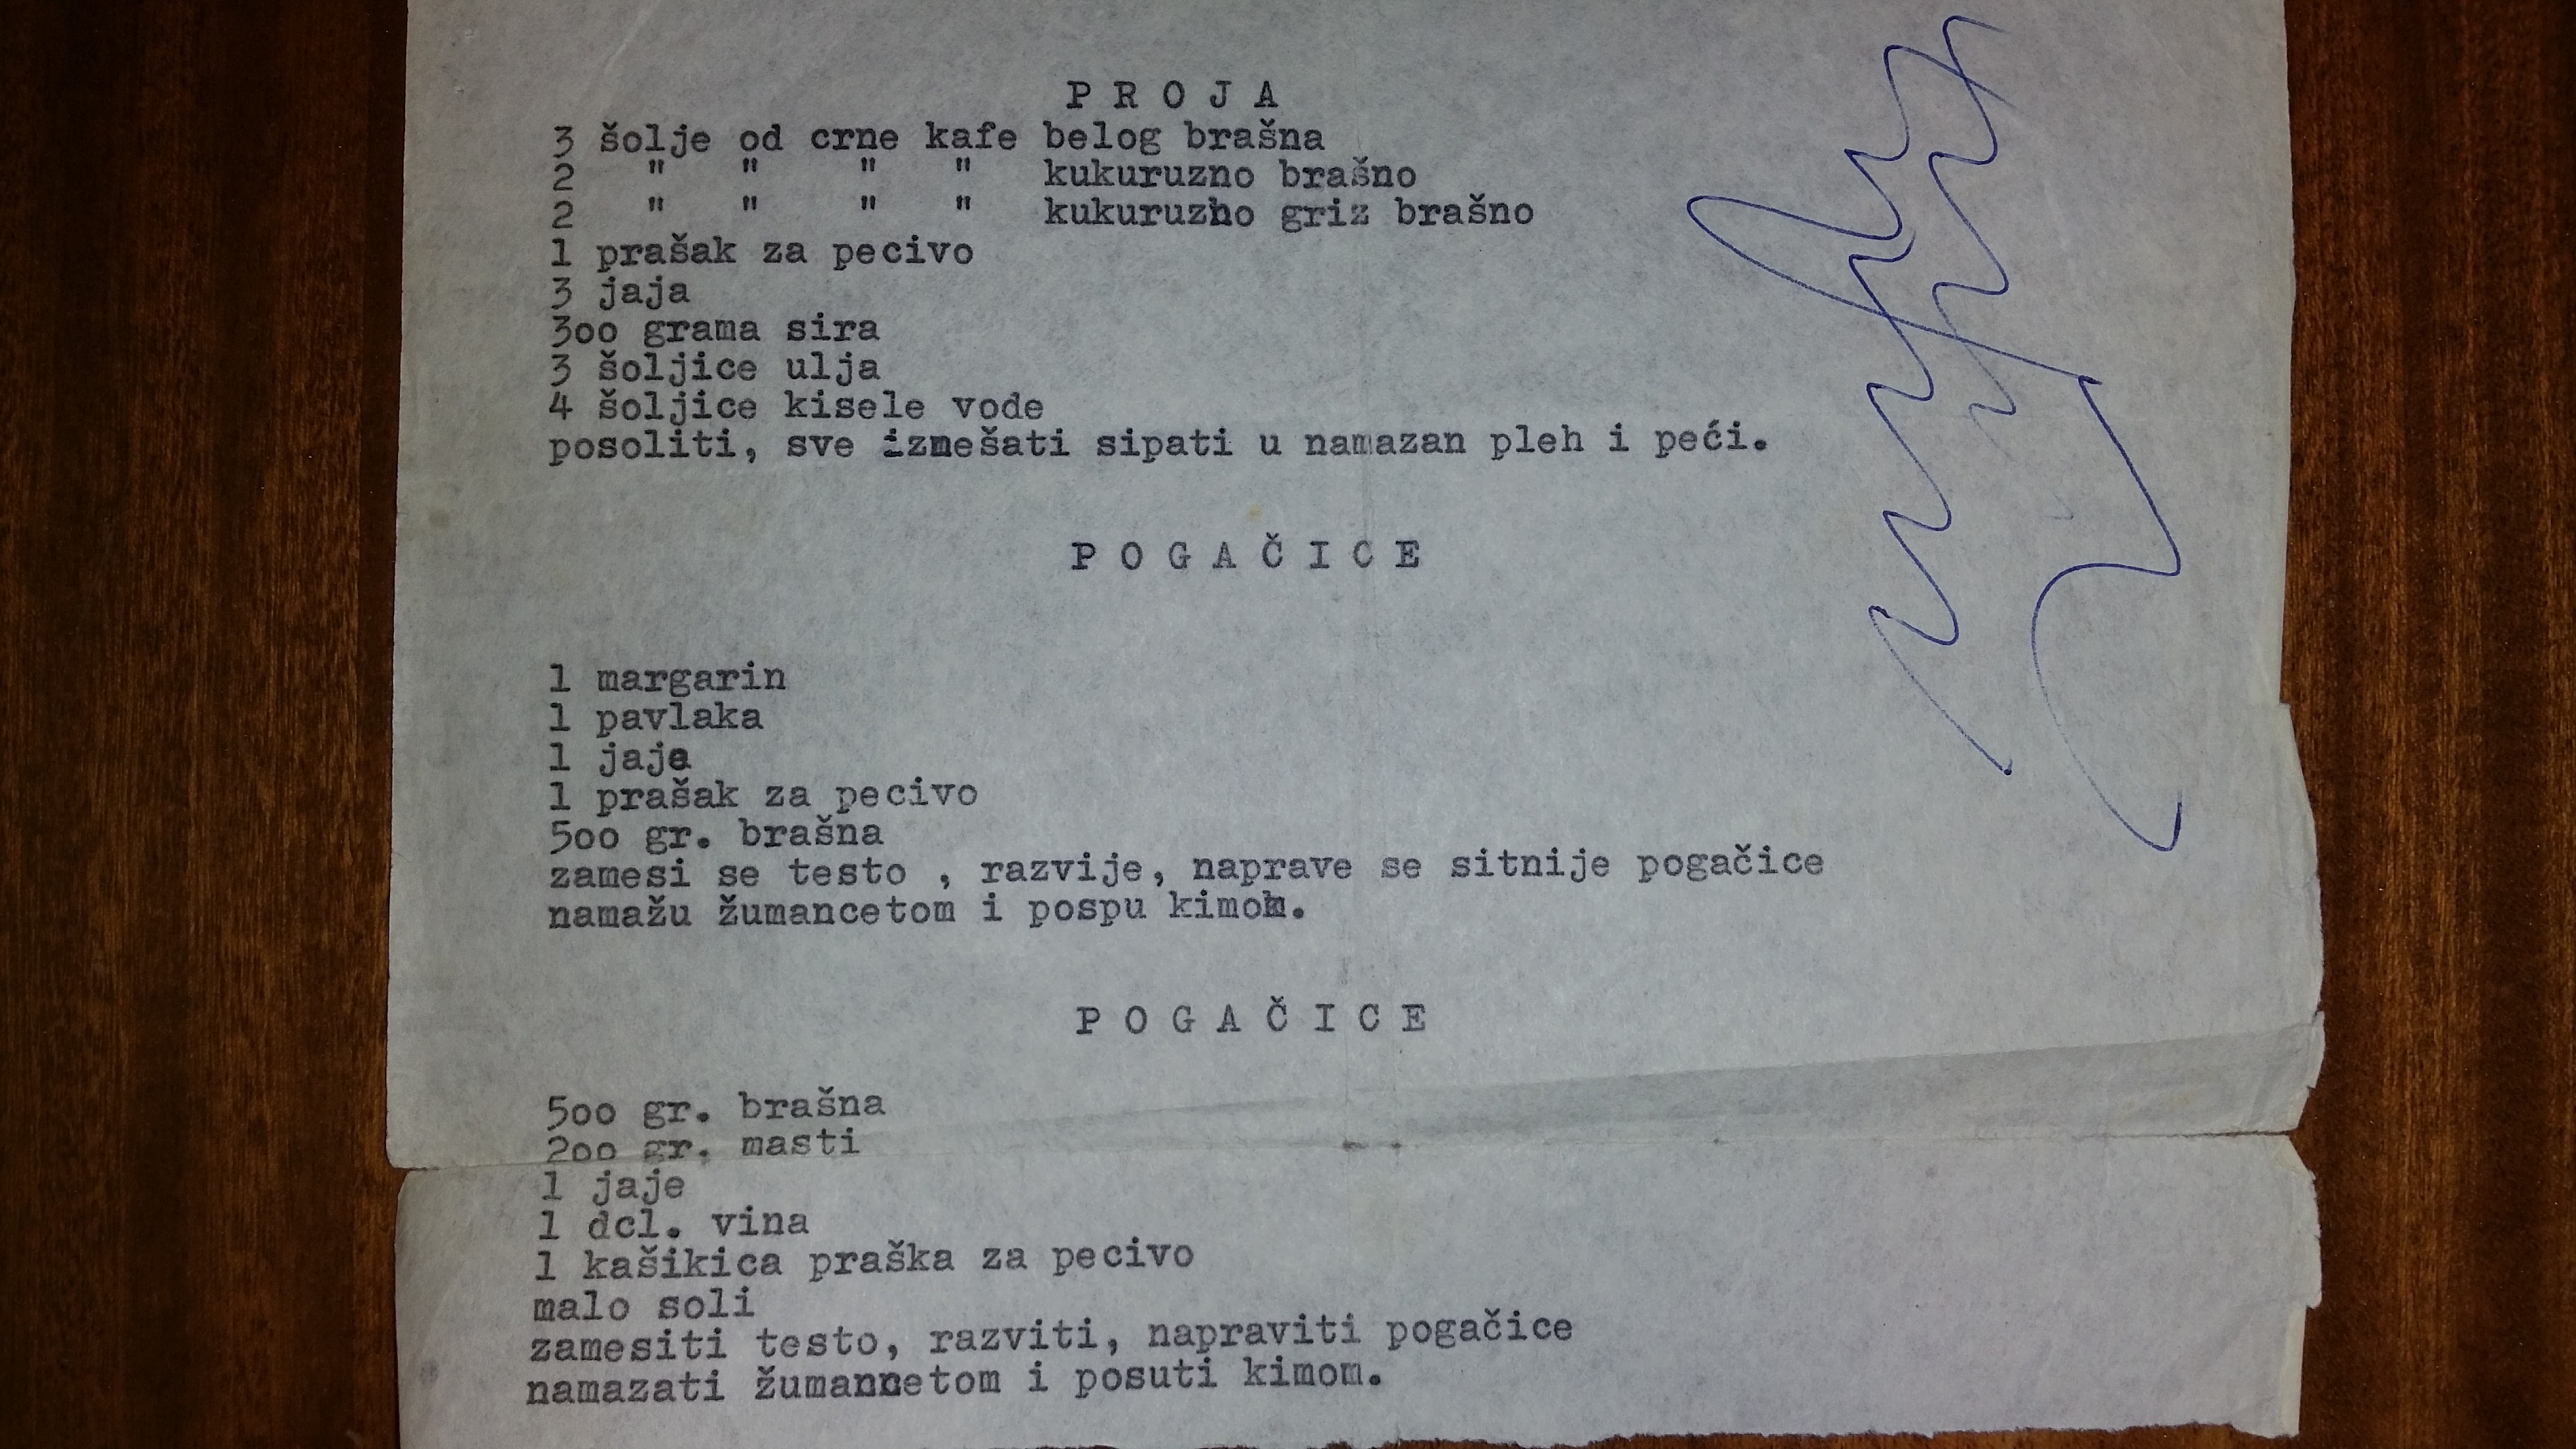 P R O J A
3 šolje od crne kafe belog brašna
2 " " " " kukuruzno brašno
2 " " " " kukuruzno griz brašno
1 prašak za pecivo
3 jaja
300 grama sira
3 šoljice ulja
4 šoljice kisele vode
posoliti, sve izmešati sipati u namazan pleh i peći.
P O G A Č I C E
1 margarin
1 pavlaka
1 jaje
1 prašak za pecivo
500 gr. brašna
zamesi se testo , razvije, naprave se sitnije pogačice
namažu žumancetom i pospu kimom.
P O G A Č I C E
500 gr. brašna
200 gr. masti
1 jaje
1 dcl. vina
1 kašikica praška za pecivo
malo soli
zamesiti testo, razviti, napraviti pogačice
namazati žumancetom i posuti kimom.